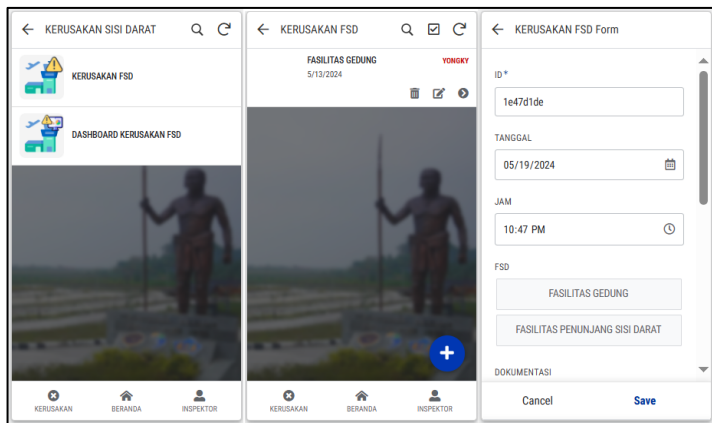 KERUSAKAN SISI DARAT
KERUSAKAN FSD
DASHBOARD KERUSAKAN FSD
KERUSAKAN
BERANDA
INSPEKTOR
KERUSAKAN FSD
FASILITAS GEDUNG
YONGKY
5/13/2024
KERUSAKAN
BERANDA
INSPEKTOR
KERUSAKAN FSD Form
ID*
1e47d1de
TANGGAL
05/19/2024
JAM
10:47 PM
FSD
FASILITAS GEDUNG
FASILITAS PENUNJANG SISI DARAT
DOKUMENTASI
Cancel
Save